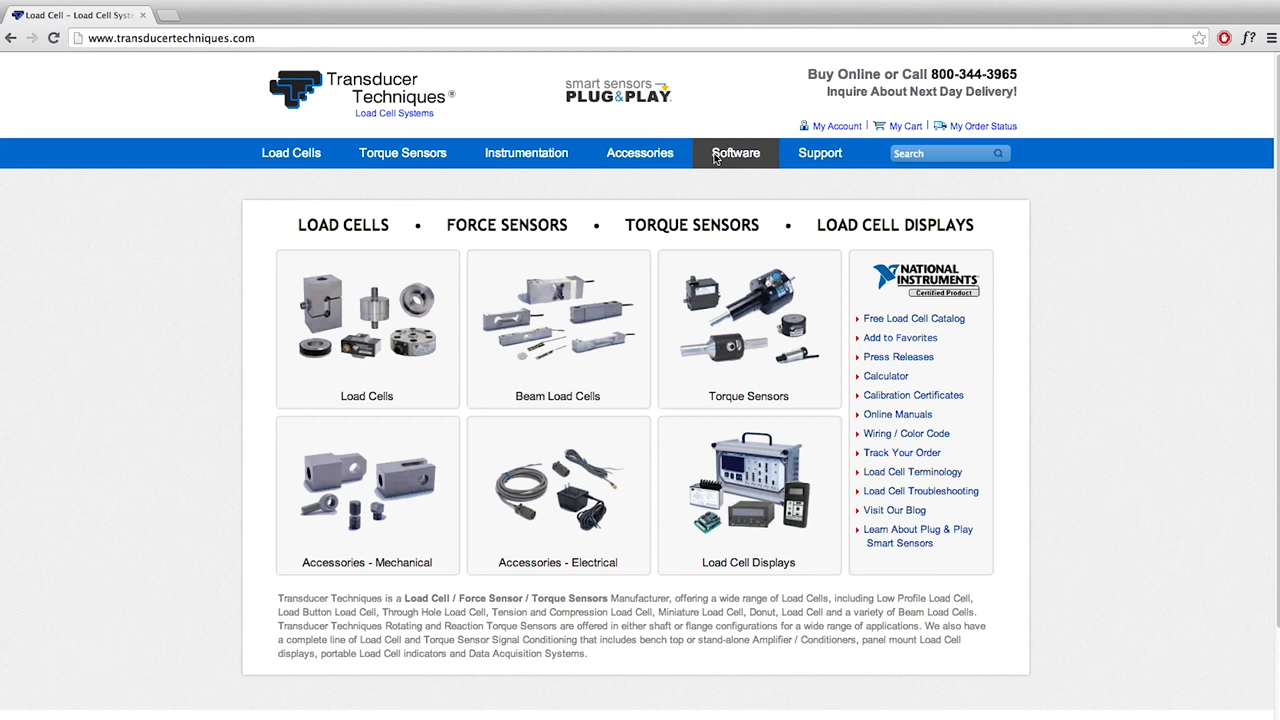 Load Cell – Load Cell Syste
www.transducertechniques.com
f?
Transducer
Techniques®
Load Cell Systems
smart sensors
PLUG&PLAY
Buy Online or Call 800-344-3965
Inquire About Next Day Delivery!
My Account | My Cart | My Order Status
Load Cells Torque Sensors Instrumentation Accessories Software Support Search
LOAD CELLS • FORCE SENSORS • TORQUE SENSORS • LOAD CELL DISPLAYS
Load Cells
Beam Load Cells
Torque Sensors
Accessories - Mechanical
Accessories - Electrical
Load Cell Displays
NATIONAL
INSTRUMENTS
Certified Product
Free Load Cell Catalog
Add to Favorites
Press Releases
Calculator
Calibration Certificates
Online Manuals
Wiring / Color Code
Track Your Order
Load Cell Terminology
Load Cell Troubleshooting
Visit Our Blog
Learn About Plug & Play
Smart Sensors
Transducer Techniques is a Load Cell / Force Sensor / Torque Sensors Manufacturer, offering a wide range of Load Cells, including Low Profile Load Cell,
Load Button Load Cell, Through Hole Load Cell, Tension and Compression Load Cell, Miniature Load Cell, Donut, Load Cell and a variety of Beam Load Cells.
Transducer Techniques Rotating and Reaction Torque Sensors are offered in either shaft or flange configurations for a wide range of applications. We also have
a complete line of Load Cell and Torque Sensor Signal Conditioning that includes bench top or stand-alone Amplifier / Conditioners, panel mount Load Cell
displays, portable Load Cell indicators and Data Acquisition Systems.